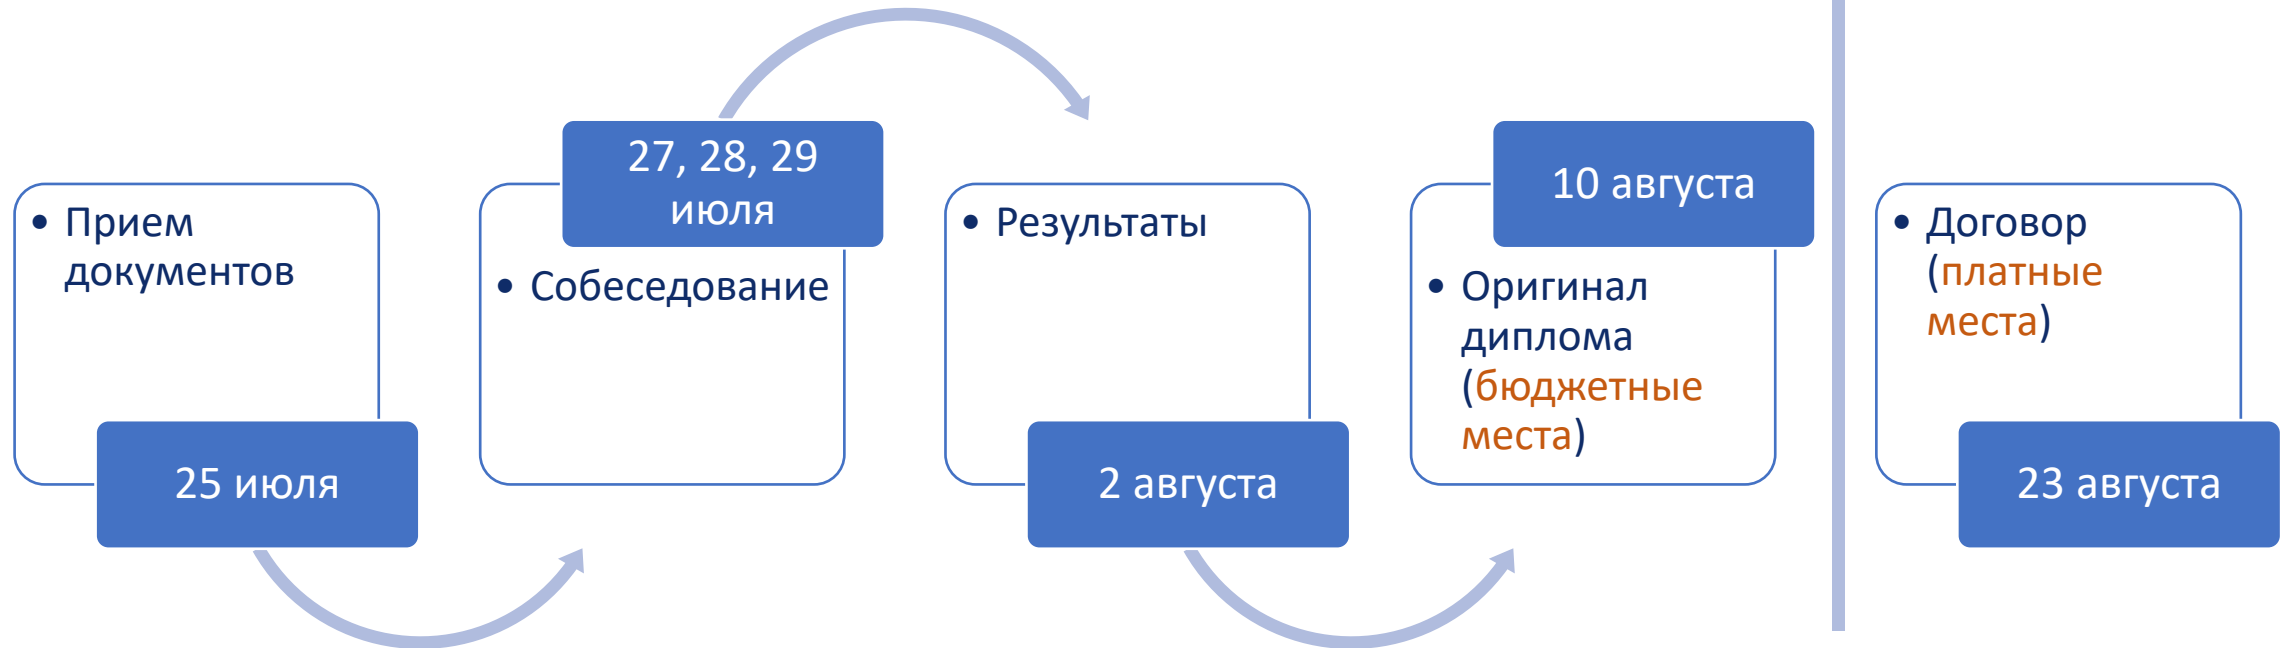 • Прием
документов
25 июля
27, 28, 29
июля
• Собеседование
• Результаты
2 августа
10 августа
• Оригинал
диплома
(бюджетные
места)
• Договор
(платные
места)
23 августа